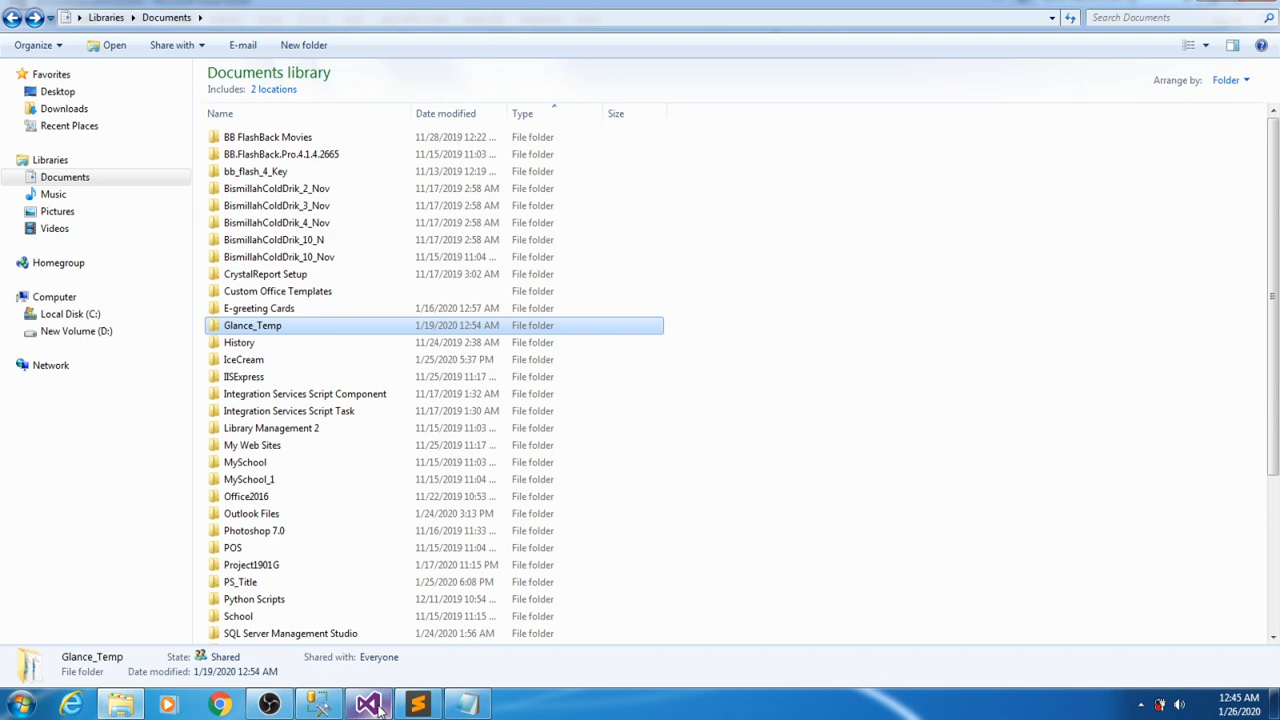 Libraries Documents Search Documents
Organize Open Share with E-mail New folder
Documents library
Includes: 2 locations
Arrange by: Folder
Name Date modified Type Size
Favorites
Desktop
Downloads
Recent Places
Libraries
Documents
Music
Pictures
Videos
Homegroup
Computer
Local Disk (C:)
New Volume (D:)
Network
BB FlashBack Movies 11/28/2019 12:22 ... File folder
BB.FlashBack.Pro.4.1.4.2665 11/15/2019 11:03 ... File folder
bb_flash_4_Key 11/13/2019 12:19 ... File folder
BismillahColdDrik_2_Nov 11/17/2019 2:58 AM File folder
BismillahColdDrik_3_Nov 11/17/2019 2:58 AM File folder
BismillahColdDrik_4_Nov 11/17/2019 2:58 AM File folder
BismillahColdDrik_10_N 11/17/2019 2:58 AM File folder
BismillahColdDrik_10_Nov 11/15/2019 11:04 ... File folder
CrystalReport Setup 11/17/2019 3:02 AM File folder
Custom Office Templates File folder
E-greeting Cards 1/16/2020 12:57 AM File folder
Glance_Temp 1/19/2020 12:54 AM File folder
History 11/24/2019 2:38 AM File folder
IceCream 1/25/2020 5:37 PM File folder
IISExpress 11/25/2019 11:17 ... File folder
Integration Services Script Component 11/17/2019 1:32 AM File folder
Integration Services Script Task 11/17/2019 1:30 AM File folder
Library Management 2 11/15/2019 11:03 ... File folder
My Web Sites 11/25/2019 11:17 ... File folder
MySchool 11/15/2019 11:03 ... File folder
MySchool_1 11/15/2019 11:04 ... File folder
Office2016 11/22/2019 10:53 ... File folder
Outlook Files 1/24/2020 3:13 PM File folder
Photoshop 7.0 11/16/2019 11:33 ... File folder
POS 11/15/2019 11:04 ... File folder
Project1901G 1/17/2020 11:15 PM File folder
PS_Title 1/25/2020 6:08 PM File folder
Python Scripts 12/11/2019 10:54 ... File folder
School 11/15/2019 11:15 ... File folder
SQL Server Management Studio 1/24/2020 1:56 AM File folder
Glance_Temp State: Shared Shared with: Everyone
File folder Date modified: 1/19/2020 12:54 AM
12:45 AM
1/26/2020